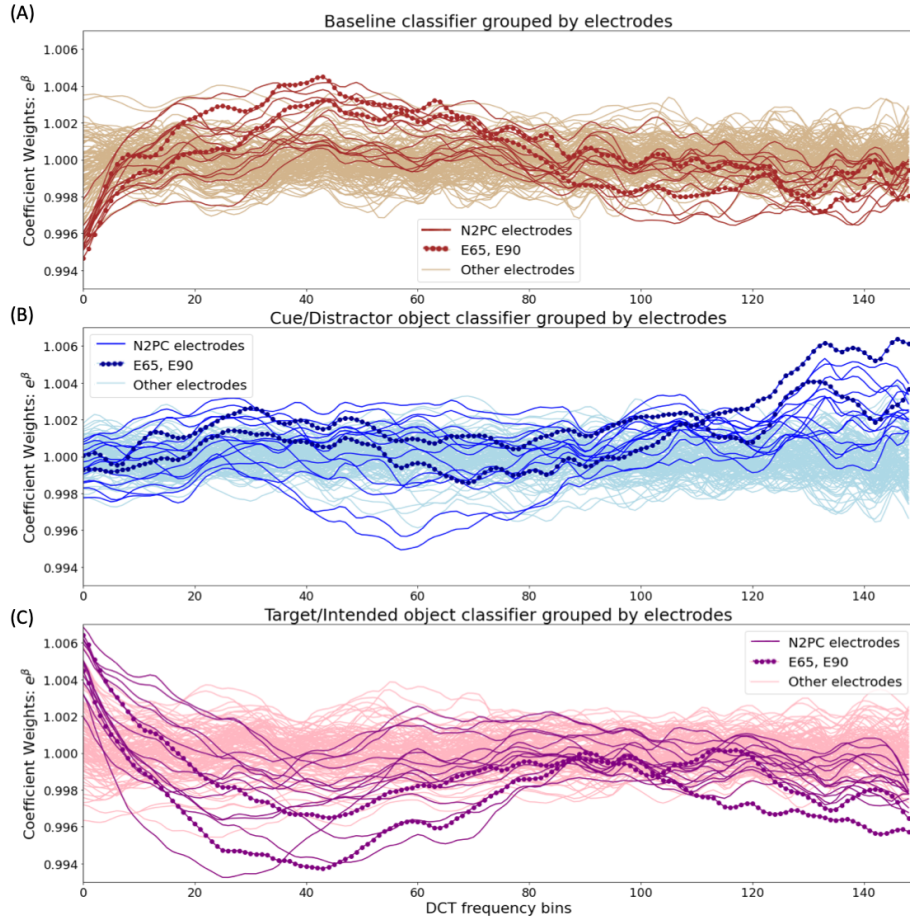 (A)
Baseline classifier grouped by electrodes
Coefficient Weights: e^β
1.006
1.004
1.002
1.000
0.998
0.996
0.994
N2PC electrodes
E65, E90
Other electrodes
0 20 40 60 80 100 120 140
(B)
Cue/Distractor object classifier grouped by electrodes
Coefficient Weights: e^β
1.006
1.004
1.002
1.000
0.998
0.996
0.994
N2PC electrodes
E65, E90
Other electrodes
0 20 40 60 80 100 120 140
(C)
Target/Intended object classifier grouped by electrodes
Coefficient Weights: e^β
1.006
1.004
1.002
1.000
0.998
0.996
0.994
N2PC electrodes
E65, E90
Other electrodes
0 20 40 60 80 100 120 140
DCT frequency bins